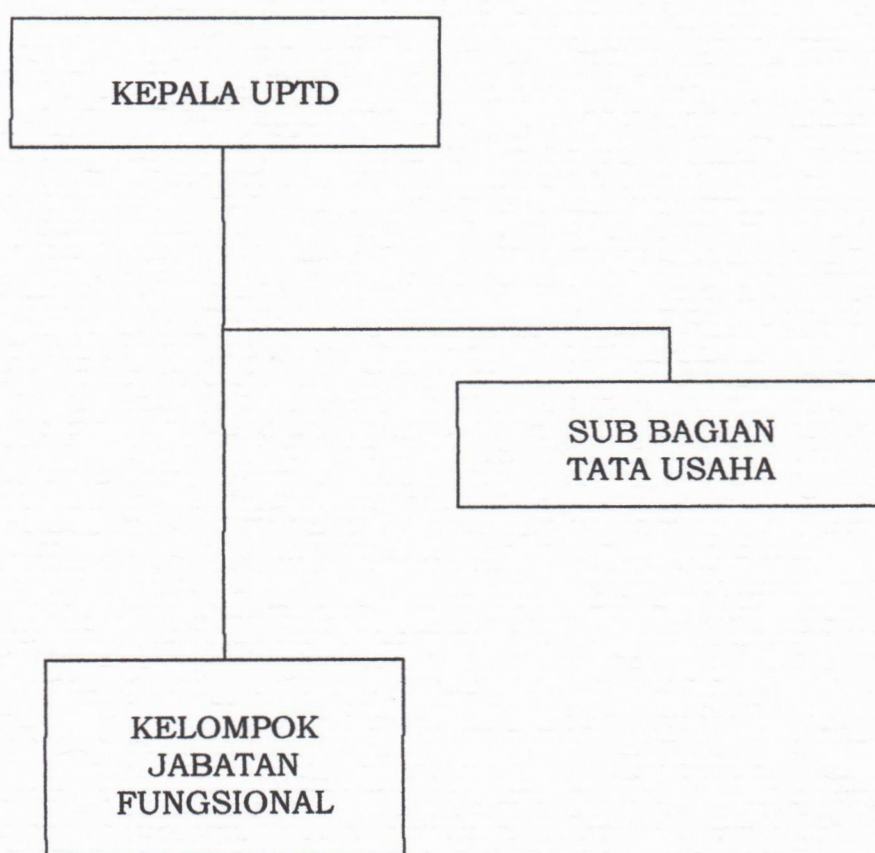 KEPALA UPTD
SUB BAGIAN
TATA USAHA
KELOMPOK
JABATAN
FUNGSIONAL